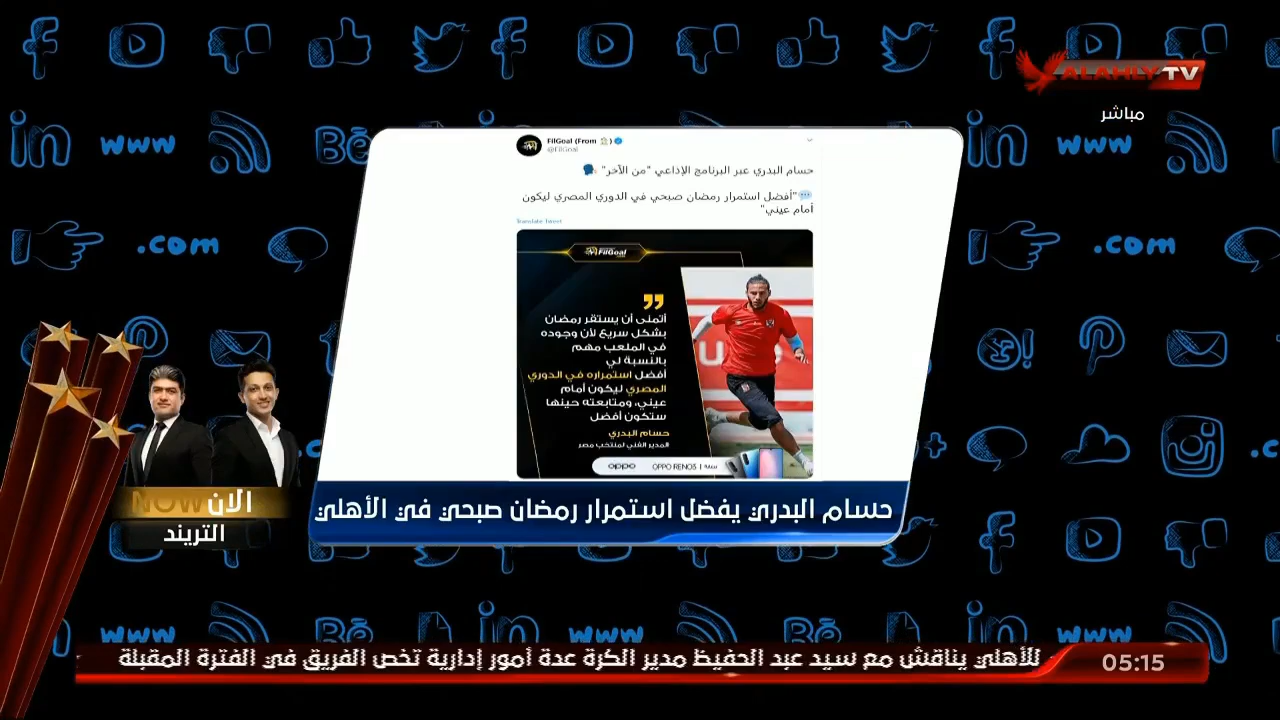 ALAHLY TV
مباشر
FilGoal (From 🏠)
@FilGoal
حسام البدري عبر البرنامج الإذاعي "من الآخر" 🗣
💬"أفضل استمرار رمضان صبحي في الدوري المصري ليكون
أمام عيني"
Translate Tweet
FilGoal
أتمنى أن يستقر رمضان
بشكل سريع لأن وجوده
في الملعب مهم
بالنسبة لي
أفضل استمراره في الدوري
المصري ليكون أمام
عيني، ومتابعته حينها
ستكون أفضل
حسام البدري
المدير الفني لمنتخب مصر
oppo OPPO RENO3 |
حسام البدري يفضل استمرار رمضان صبحي في الأهلي
NOW الان
التريند
للأهلي يناقش مع سيد عبد الحفيظ مدير الكرة عدة أمور إدارية تخص الفريق في الفترة المقبلة
05:15